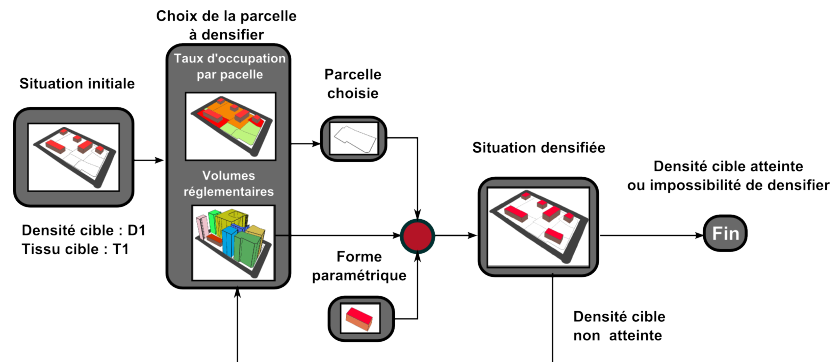 Situation initiale
Densité cible : D1
Tissu cible : T1
Choix de la parcelle
à densifier
Taux d'occupation
par pacelle
Volumes
réglementaires
Parcelle
choisie
Forme
paramétrique
Situation densifiée
Densité cible atteinte
ou impossibilité de densifier
Fin
Densité cible
non atteinte